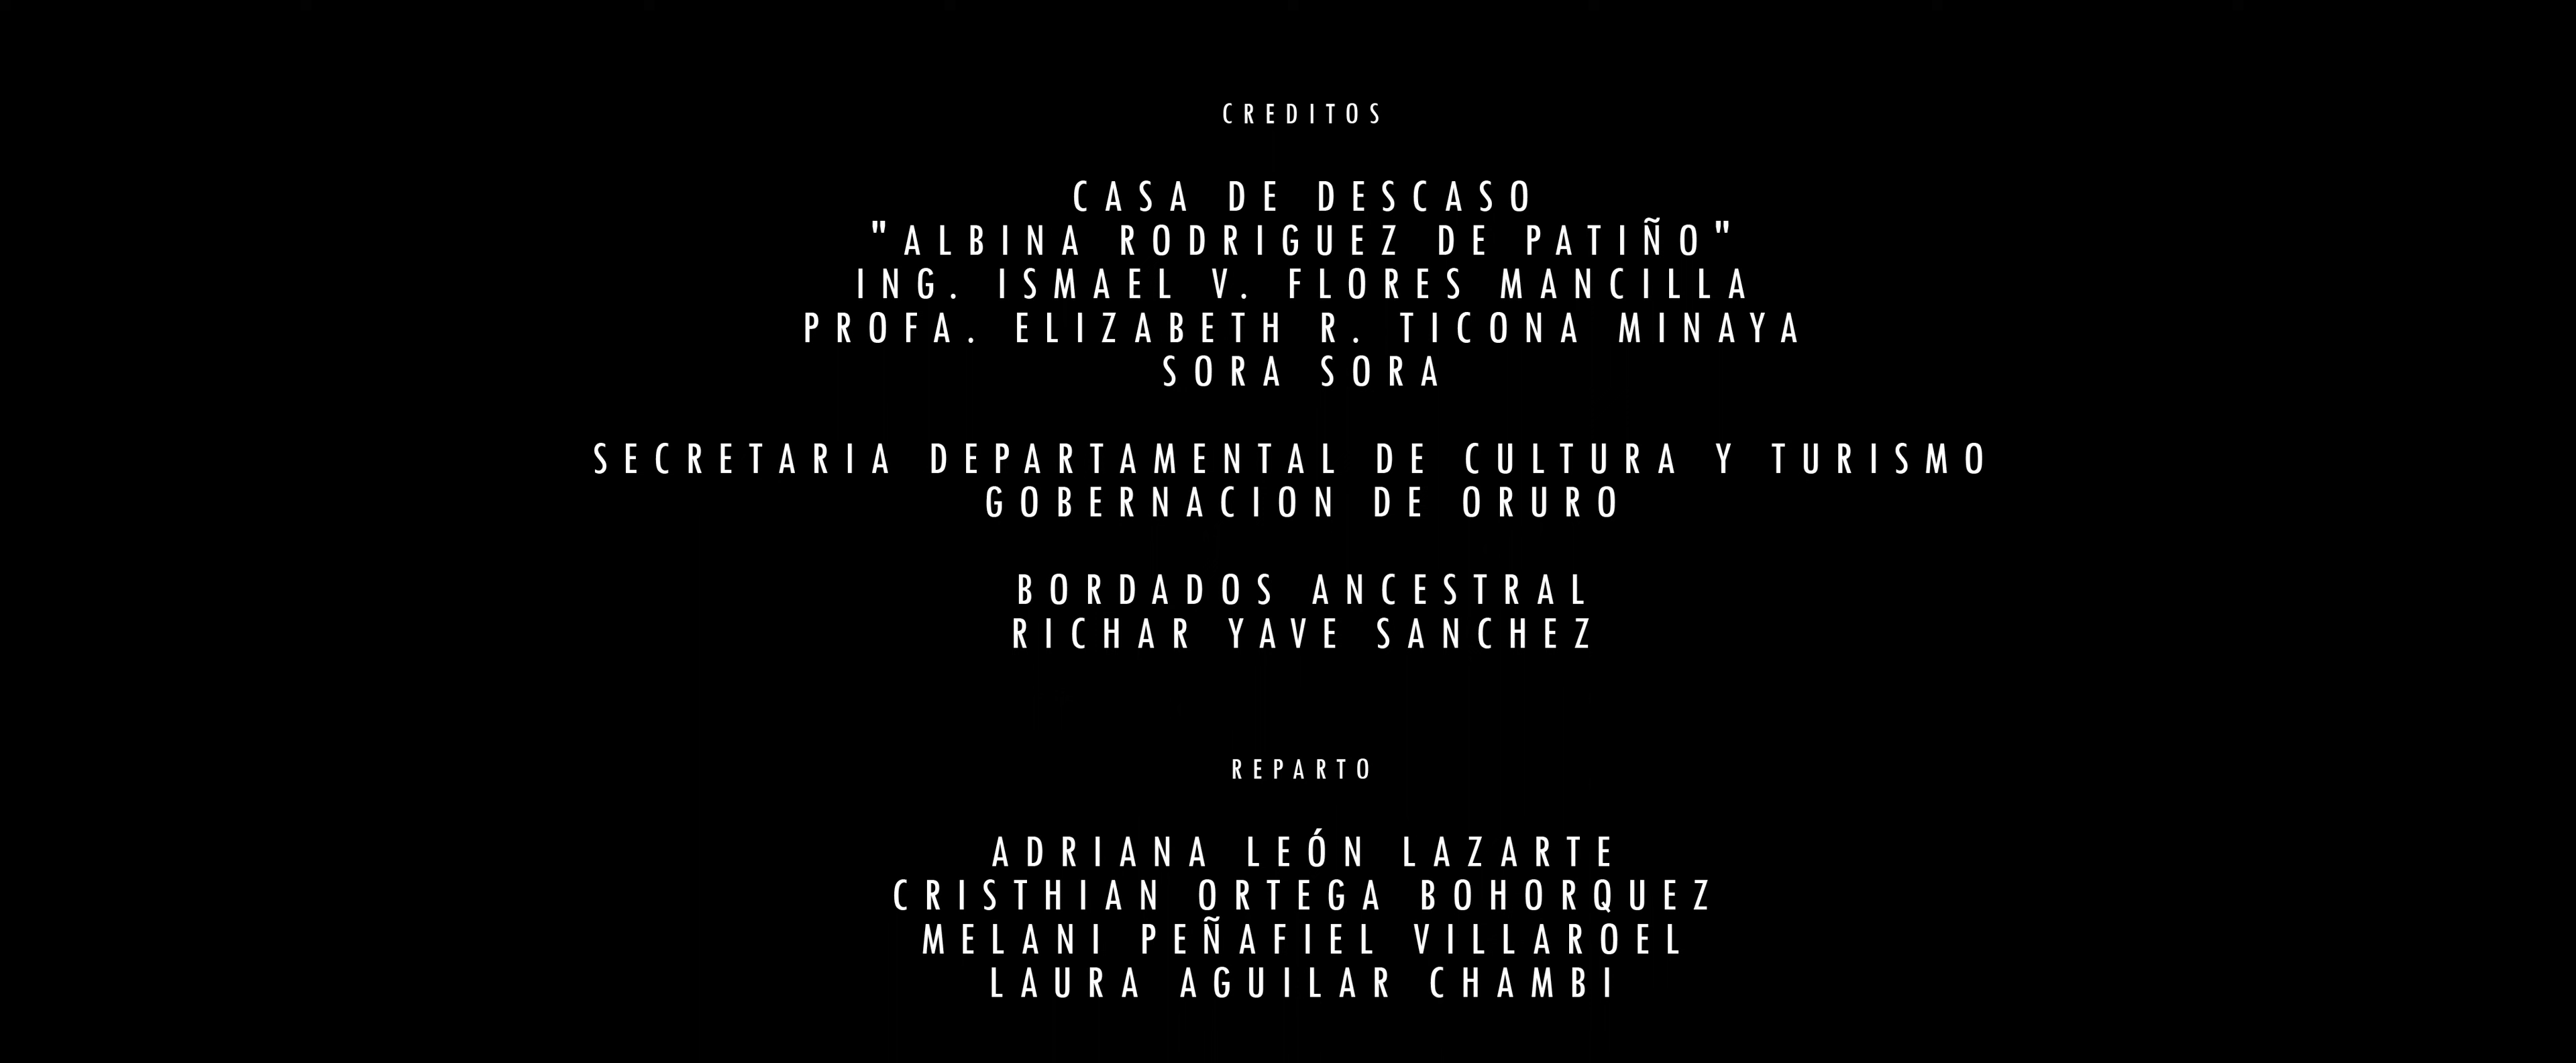 CREDITOS
CASA DE DESCASO
"ALBINA RODRIGUEZ DE PATIÑO"
ING. ISMAEL V. FLORES MANCILLA
PROFA. ELIZABETH R. TICONA MINAYA
SORA SORA
SECRETARIA DEPARTAMENTAL DE CULTURA Y TURISMO
GOBERNACION DE ORURO
BORDADOS ANCESTRAL
RICHAR YAVE SANCHEZ
REPARTO
ADRIANA LEÓN LAZARTE
CRISTHIAN ORTEGA BOHORQUEZ
MELANI PEÑAFIEL VILLAROEL
LAURA AGUILAR CHAMBI